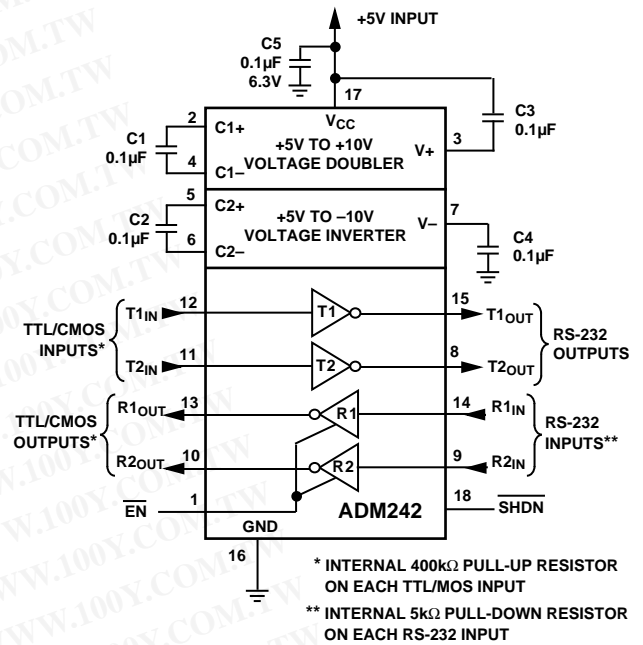 +5V INPUT
C5
0.1µF
6.3V
17
VCC
2
C1+
C1
0.1µF
4
C1–
+5V TO +10V
VOLTAGE DOUBLER
V+
3
C3
0.1µF
5
C2+
C2
0.1µF
6
C2–
+5V TO –10V
VOLTAGE INVERTER
V–
7
C4
0.1µF
TTL/CMOS
INPUTS*
T1IN
12
T1
15
T1OUT
T2IN
11
T2
8
T2OUT
RS-232
OUTPUTS
TTL/CMOS
OUTPUTS*
R1OUT
13
R1
14
R1IN
R2OUT
10
R2
9
R2IN
RS-232
INPUTS**
EN
1
ADM242
18
SHDN
GND
16
* INTERNAL 400kΩ PULL-UP RESISTOR
ON EACH TTL/MOS INPUT
** INTERNAL 5kΩ PULL-DOWN RESISTOR
ON EACH RS-232 INPUT
WWW.100Y.COM.TW